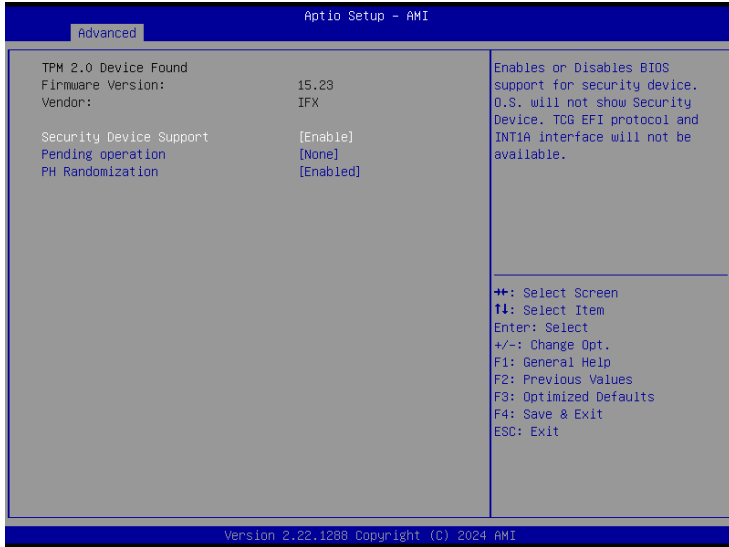 Aptio Setup - AMI
Advanced
TPM 2.0 Device Found
Firmware Version: 15.23
Vendor: IFX
Security Device Support [Enable]
Pending operation [None]
PH Randomization [Enabled]
Enables or Disables BIOS
support for security device.
O.S. will not show Security
Device. TCG EFI protocol and
INT1A interface will not be
available.
→←: Select Screen
↑↓: Select Item
Enter: Select
+/-: Change Opt.
F1: General Help
F2: Previous Values
F3: Optimized Defaults
F4: Save & Exit
ESC: Exit
Version 2.22.1288 Copyright (C) 2024 AMI